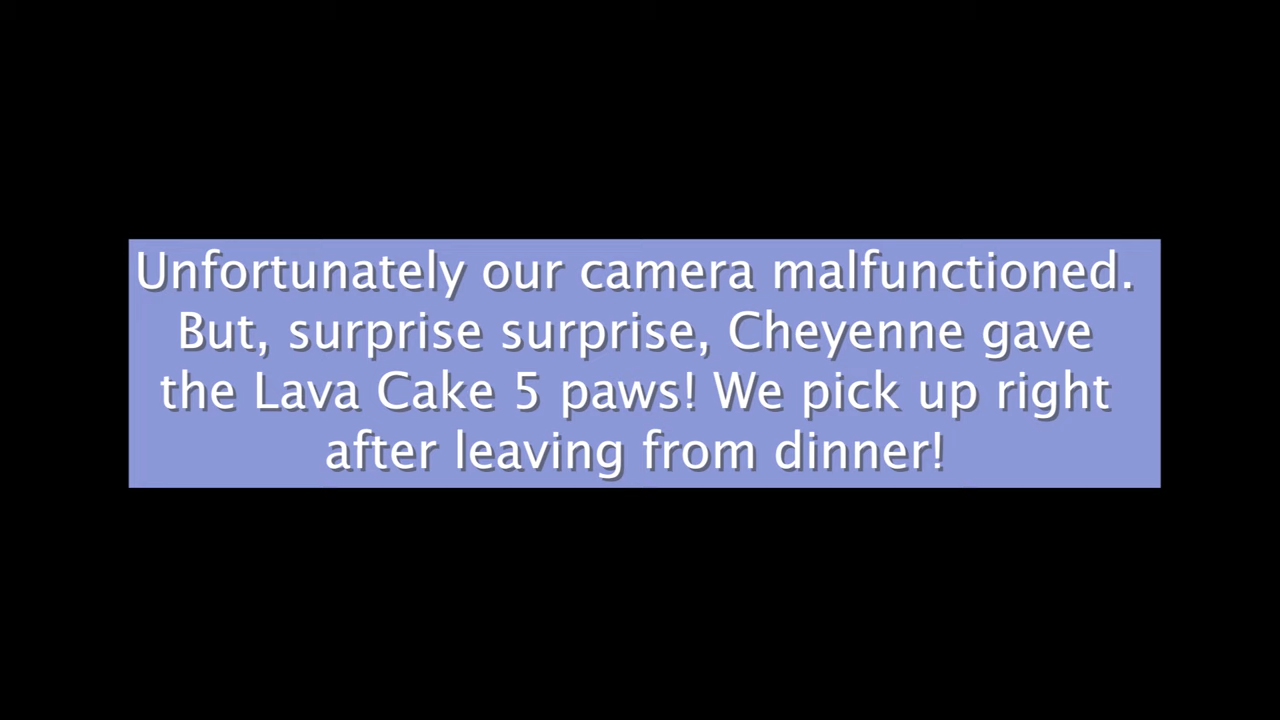 Unfortunately our camera malfunctioned.
But, surprise surprise, Cheyenne gave
the Lava Cake 5 paws! We pick up right
after leaving from dinner!